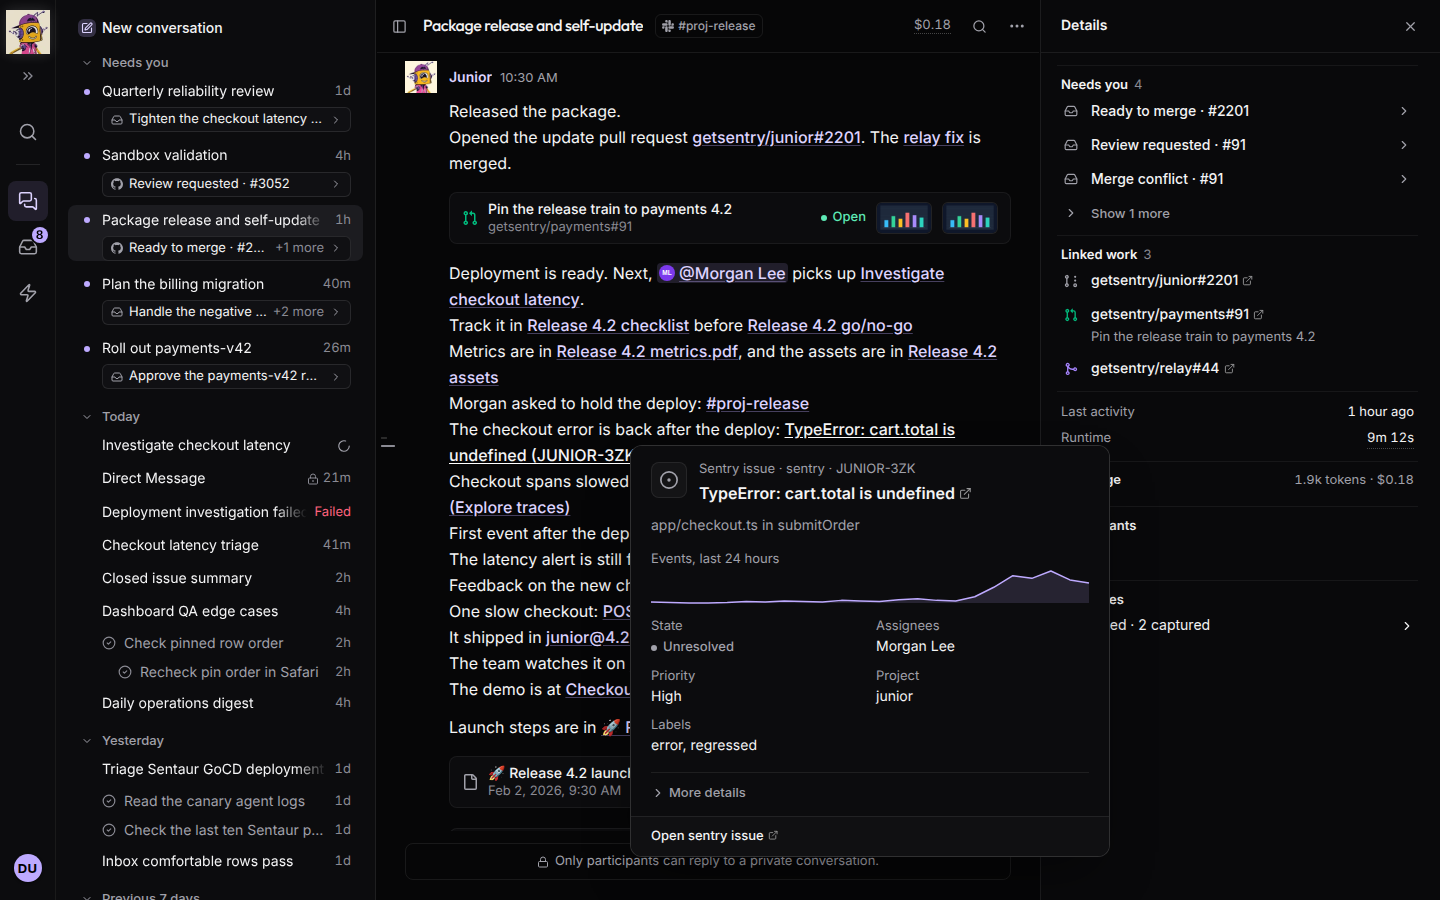 New conversation
Needs you
Quarterly reliability review 1d
Tighten the checkout latency ...
Sandbox validation 4h
Review requested · #3052
Package release and self-update 1h
Ready to merge · #2... +1 more
8
Plan the billing migration 40m
Handle the negative ... +2 more
Roll out payments-v42 26m
Approve the payments-v42 r...
Today
Investigate checkout latency
Direct Message 21m
Deployment investigation failed Failed
Checkout latency triage 41m
Closed issue summary 2h
Dashboard QA edge cases 4h
Check pinned row order 2h
Recheck pin order in Safari 2h
Daily operations digest 4h
Yesterday
Triage Sentaur GoCD deployment 1d
Read the canary agent logs 1d
Check the last ten Sentaur p... 1d
Inbox comfortable rows pass 1d
Previous 7 days
DU
Package release and self-update #proj-release $0.18
Junior 10:30 AM
Released the package.
Opened the update pull request getsentry/junior#2201. The relay fix is
merged.
Pin the release train to payments 4.2
getsentry/payments#91
Open
Deployment is ready. Next, ML @Morgan Lee picks up Investigate
checkout latency.
Track it in Release 4.2 checklist before Release 4.2 go/no-go
Metrics are in Release 4.2 metrics.pdf, and the assets are in Release 4.2
assets
Morgan asked to hold the deploy: #proj-release
The checkout error is back after the deploy: TypeError: cart.total is
undefined (JUNIOR-3ZK
Checkout spans slowed
(Explore traces)
First event after the dep
The latency alert is still f
Feedback on the new ch
One slow checkout: POS
It shipped in junior@4.2
The team watches it on
The demo is at Checkou
Launch steps are in 🚀 R
🚀 Release 4.2 launch
Feb 2, 2026, 9:30 AM
Only participants can reply to a private conversation.
Sentry issue · sentry · JUNIOR-3ZK
TypeError: cart.total is undefined
app/checkout.ts in submitOrder
Events, last 24 hours
State Assignees
Unresolved Morgan Lee
Priority Project
High junior
Labels
error, regressed
More details
Open sentry issue
Details
Needs you 4
Ready to merge · #2201
Review requested · #91
Merge conflict · #91
Show 1 more
Linked work 3
getsentry/junior#2201
getsentry/payments#91
Pin the release train to payments 4.2
getsentry/relay#44
Last activity 1 hour ago
Runtime 9m 12s
ge 1.9k tokens · $0.18
ants
es
ed · 2 captured